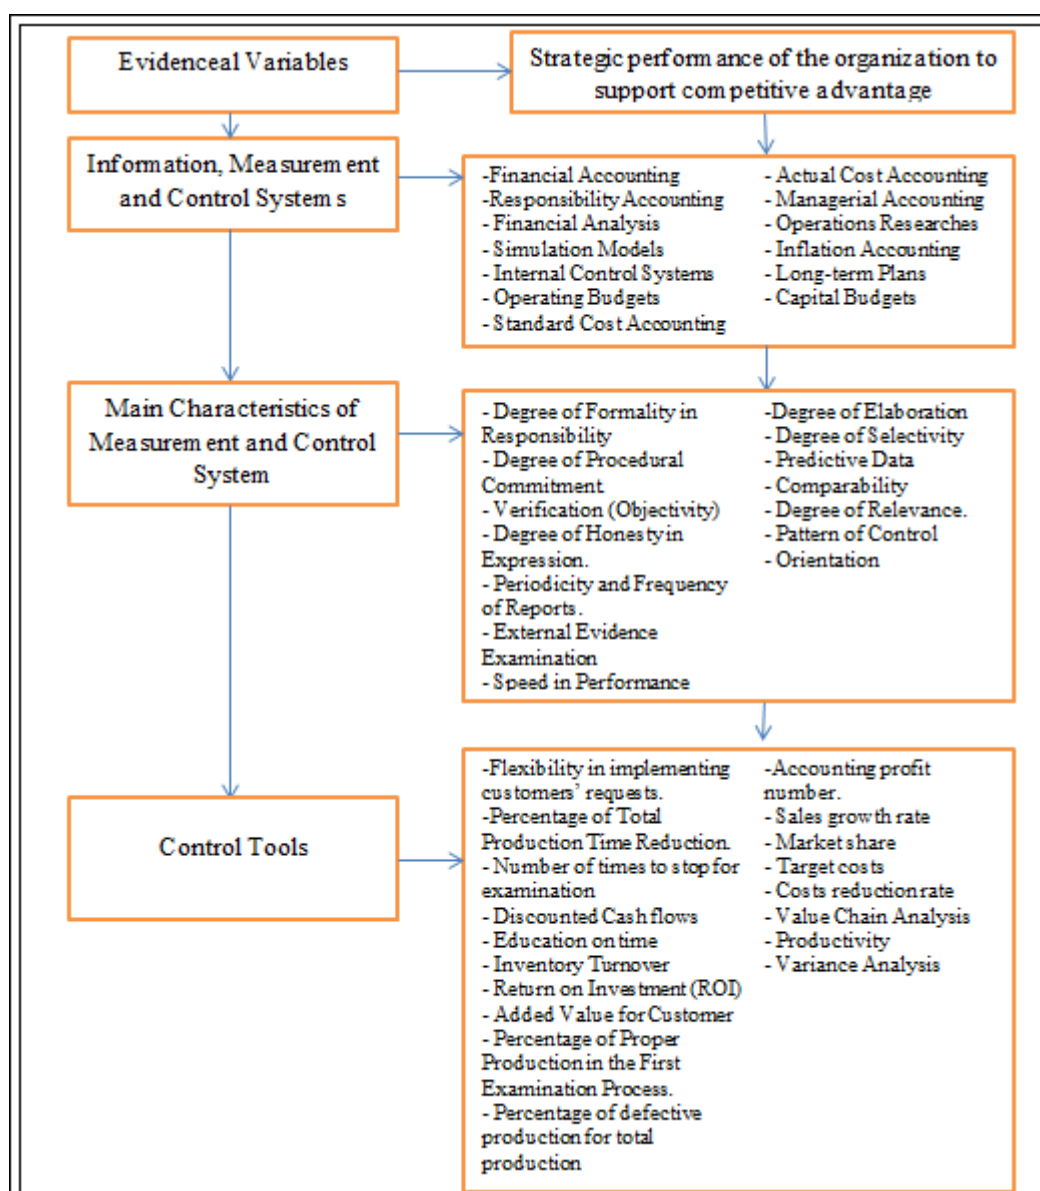 Evidenceal Variables
Strategic performance of the organization to
support competitive advantage
Information, Measurement
and Control Systems
-Financial Accounting
-Responsibility Accounting
- Financial Analysis
- Simulation Models
- Internal Control Systems
- Operating Budgets
- Standard Cost Accounting
- Actual Cost Accounting
- Managerial Accounting
- Operations Researches
- Inflation Accounting
- Long-term Plans
- Capital Budgets
Main Characteristics of
Measurement and Control
System
- Degree of Formality in
Responsibility
- Degree of Procedural
Commitment.
- Verification (Objectivity)
- Degree of Honesty in
Expression.
- Periodicity and Frequency
of Reports.
- External Evidence
Examination
- Speed in Performance
-Degree of Elaboration
- Degree of Selectivity
- Predictive Data
- Comparability
- Degree of Relevance.
- Pattern of Control
- Orientation
Control Tools
-Flexibility in implementing
customers' requests.
-Percentage of Total
Production Time Reduction.
- Number of times to stop for
examination
- Discounted Cash flows
- Education on time
- Inventory Turnover
- Return on Investment (ROI)
- Added Value for Customer
- Percentage of Proper
Production in the First
Examination Process.
- Percentage of defective
production for total
production
-Accounting profit
number.
- Sales growth rate
- Market share
- Target costs
- Costs reduction rate
- Value Chain Analysis
- Productivity
- Variance Analysis